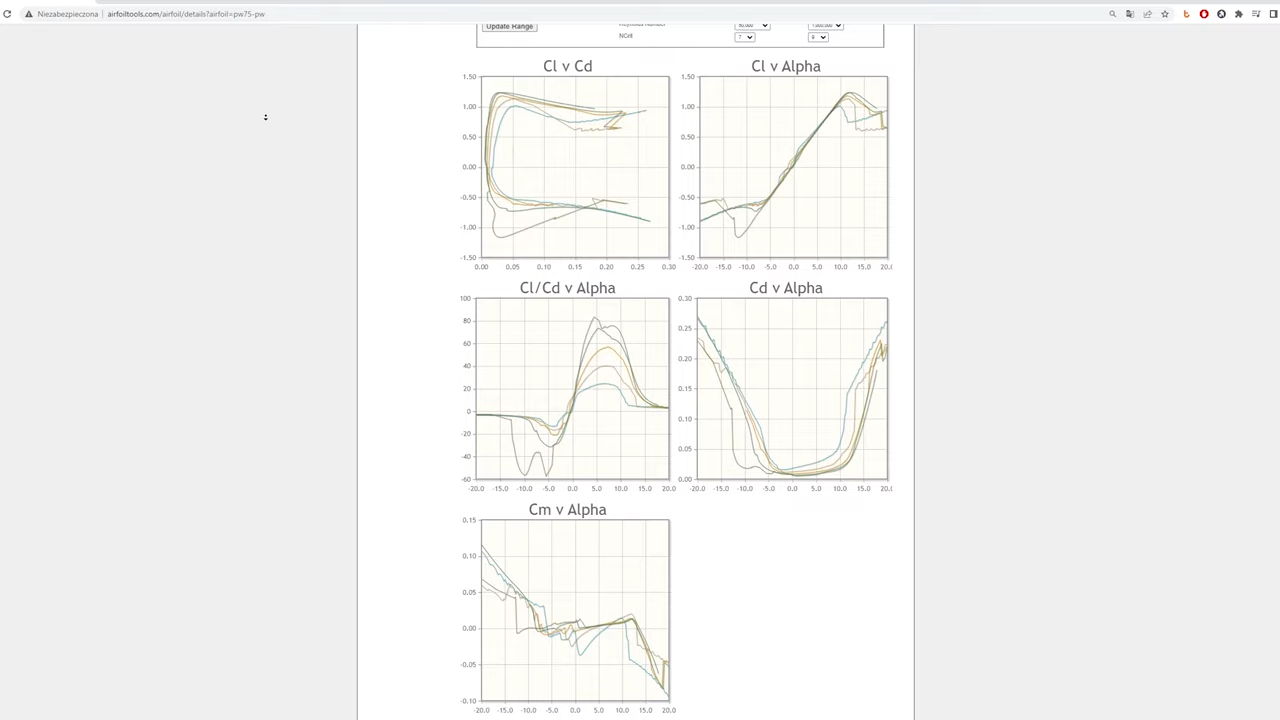 Niezabezpieczona airfoiltools.com/airfoil/details?airfoil=pw75-pw
Update Range
Reynolds Number 50,000 1,000,000
NCrit 7 9
Cl v Cd
1.50
1.00
0.50
0.00
-0.50
-1.00
-1.50
0.00 0.05 0.10 0.15 0.20 0.25 0.30
Cl v Alpha
1.50
1.00
0.50
0.00
-0.50
-1.00
-1.50
-20.0 -15.0 -10.0 -5.0 0.0 5.0 10.0 15.0 20.0
Cl/Cd v Alpha
100
80
60
40
20
0
-20
-40
-60
-20.0 -15.0 -10.0 -5.0 0.0 5.0 10.0 15.0 20.0
Cd v Alpha
0.30
0.25
0.20
0.15
0.10
0.05
0.00
-20.0 -15.0 -10.0 -5.0 0.0 5.0 10.0 15.0 20.0
Cm v Alpha
0.15
0.10
0.05
0.00
-0.05
-0.10
-20.0 -15.0 -10.0 -5.0 0.0 5.0 10.0 15.0 20.0